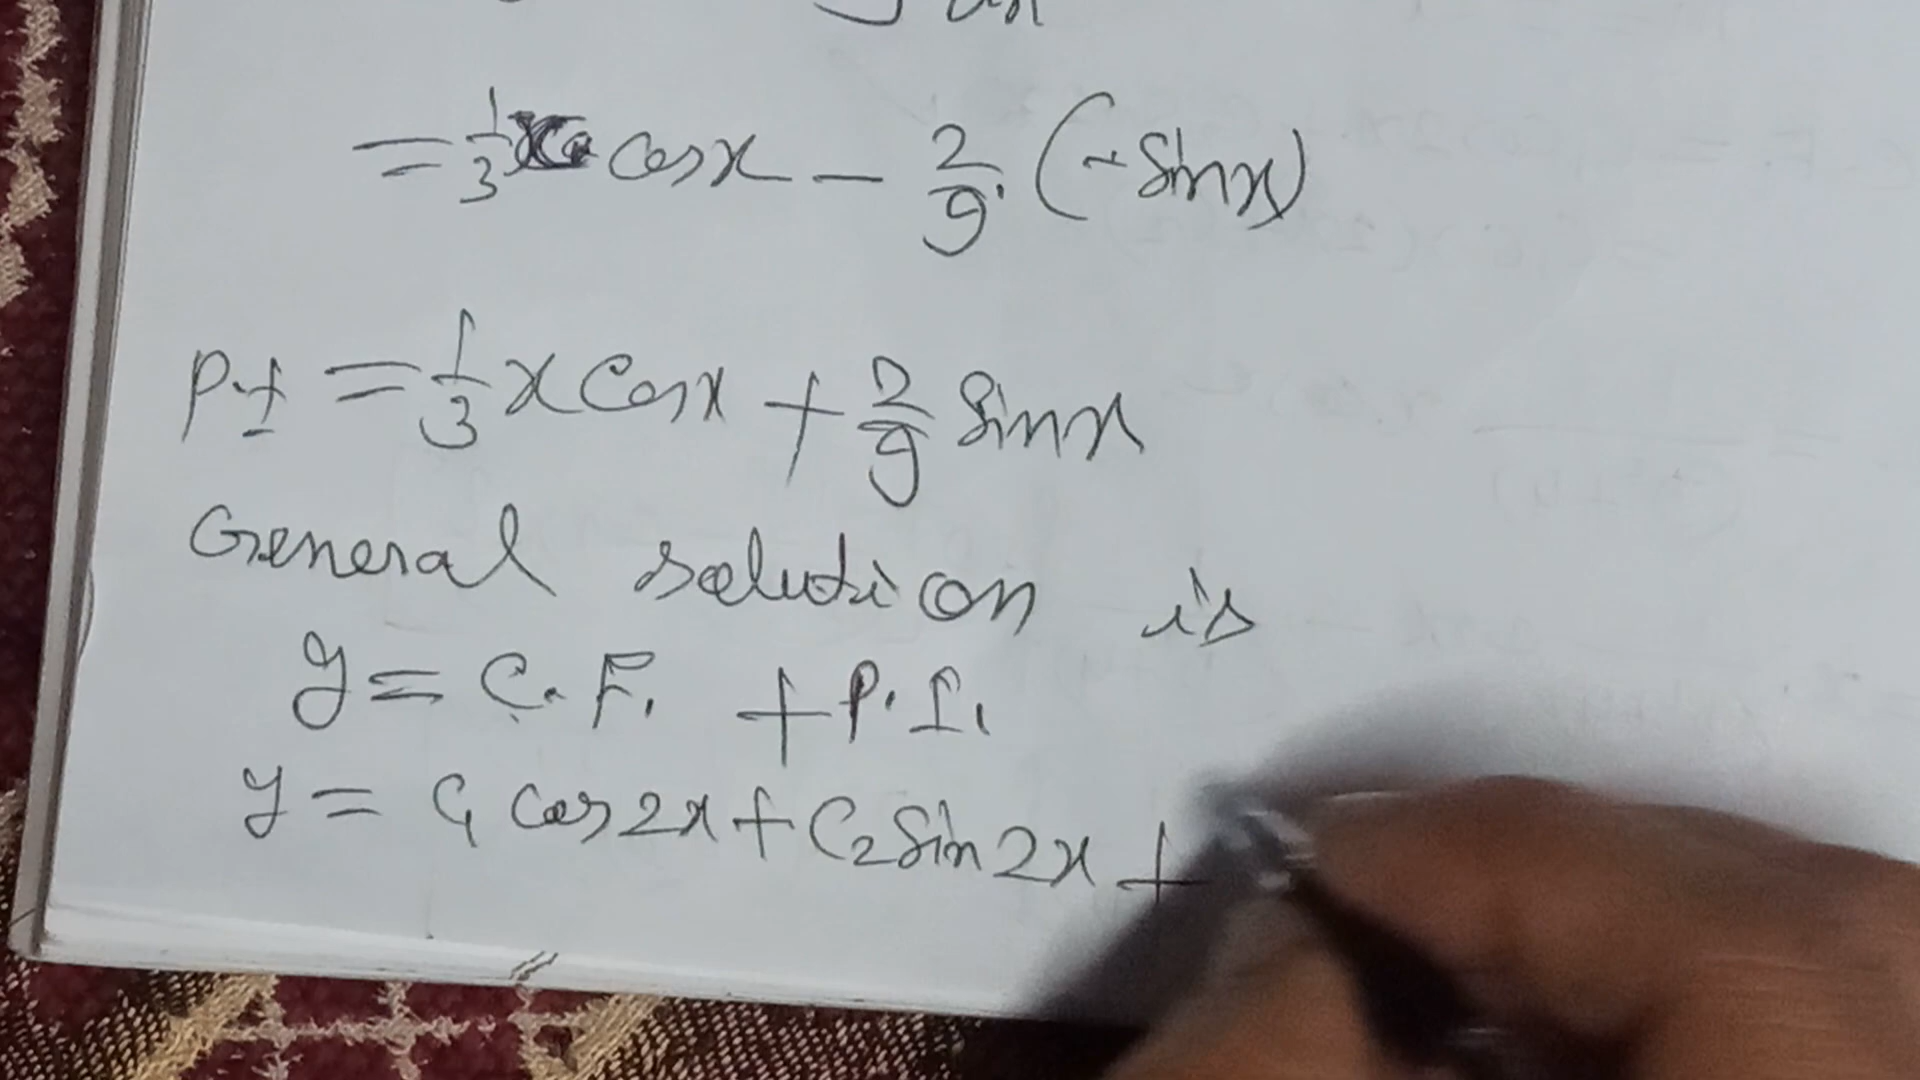 = 1/3 x cos x - 2/9 (-sin x)
P.I = 1/3 x cos x + 2/9 sin x
General solution is
y = C.F. + P.I.
y = C1 cos 2x + C2 sin 2x +